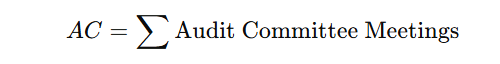 AC = ∑ Audit Committee Meetings